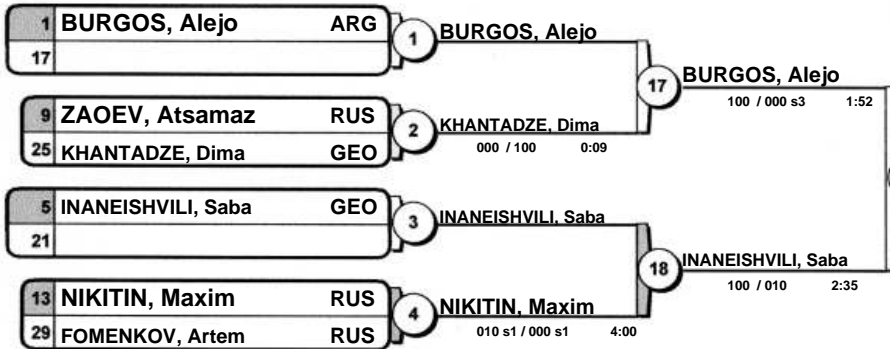 1 BURGOS, Alejo ARG
17
1
BURGOS, Alejo
9 ZAOEV, Atsamaz RUS
25 KHANTADZE, Dima GEO
2
KHANTADZE, Dima
000 / 100 0:09
17
BURGOS, Alejo
100 / 000 s3 1:52
5 INANEISHVILI, Saba GEO
21
3
INANEISHVILI, Saba
13 NIKITIN, Maxim RUS
29 FOMENKOV, Artem RUS
4
NIKITIN, Maxim
010 s1 / 000 s1 4:00
18
INANEISHVILI, Saba
100 / 010 2:35